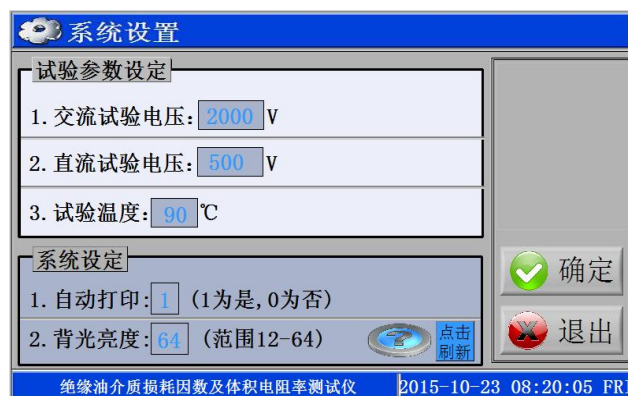 系统设置
试验参数设定
1. 交流试验电压: 2000 V
2. 直流试验电压: 500 V
3. 试验温度: 90 ℃
系统设定
1. 自动打印: 1 (1为是,0为否)
2. 背光亮度: 64 (范围12-64)
点击
刷新
确定
退出
绝缘油介质损耗因数及体积电阻率测试仪 2015-10-23 08:20:05 FRI